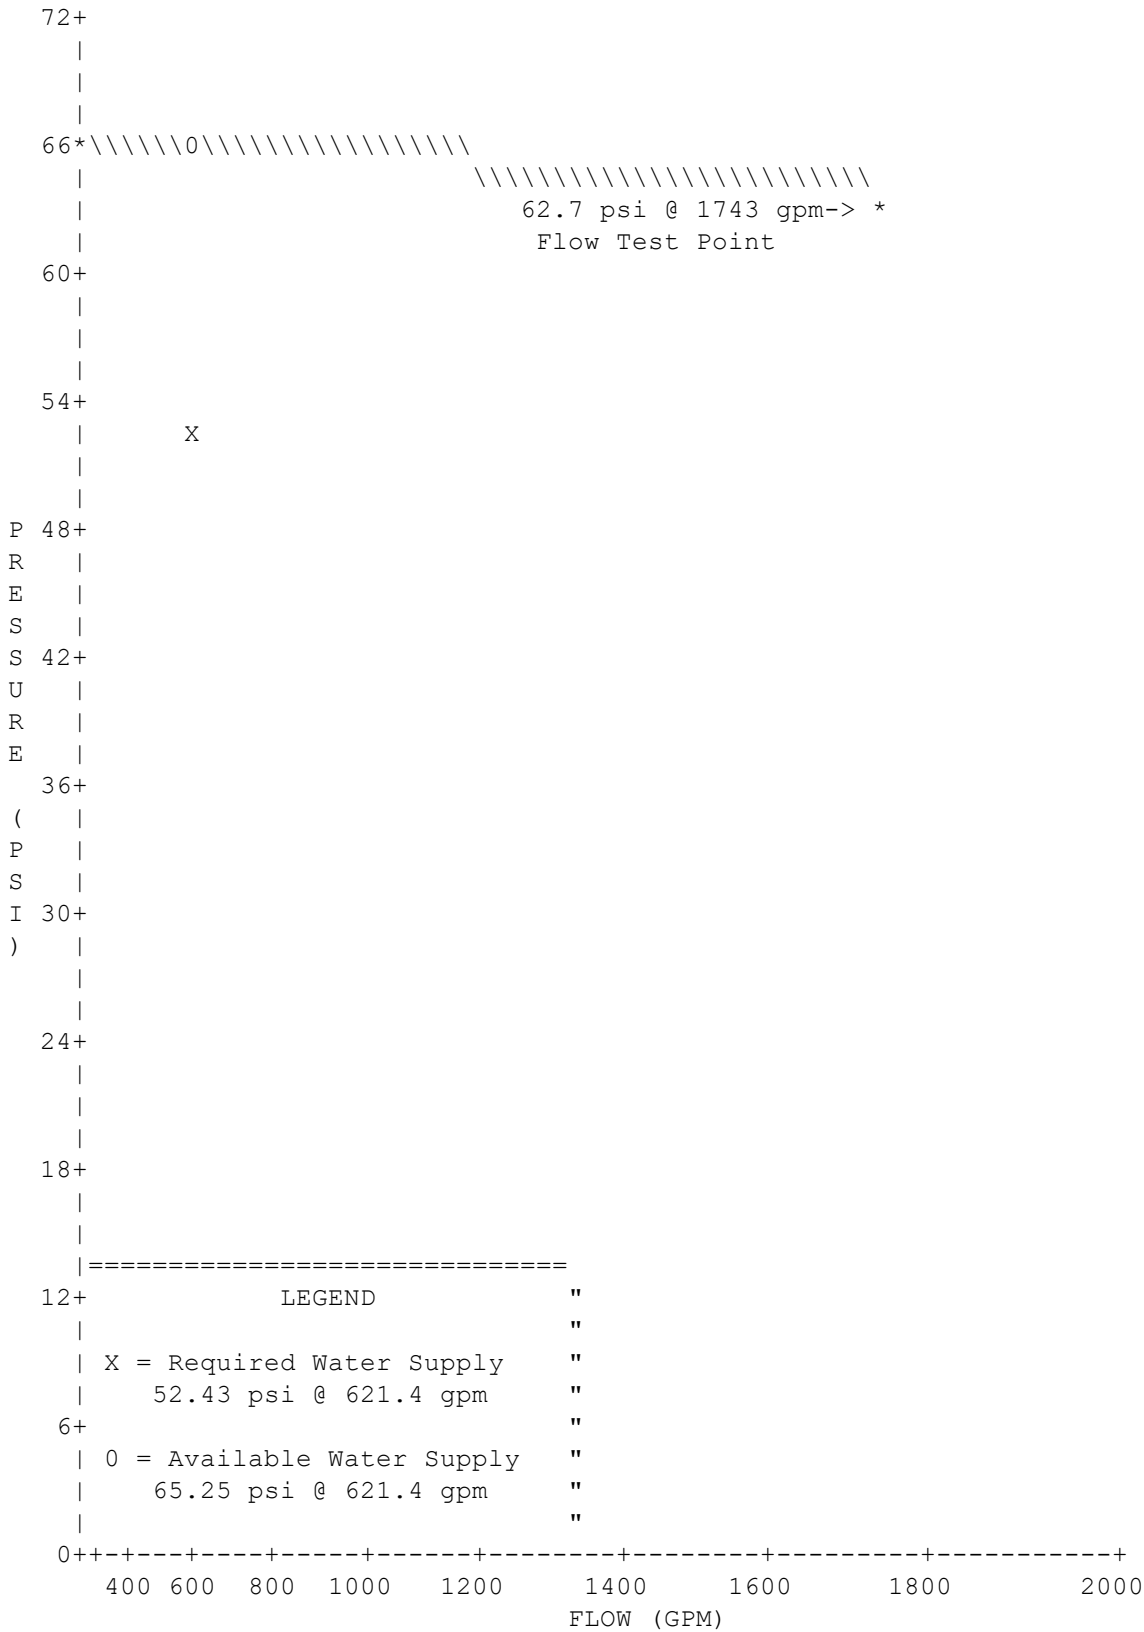 72+
|
|
|
66*\\\\\\0\\\\\\\\\\\\\\\\\
| \\\\\\\\\\\\\\\\\\\\\\\\\
| 62.7 psi @ 1743 gpm-> *
| Flow Test Point
60+
|
|
|
54+
| X
|
|
P 48+
R |
E |
S |
S 42+
U |
R |
E |
36+
( |
P |
S |
I 30+
) |
|
|
24+
|
|
|
18+
|
|
|==============================
12+ LEGEND "
| "
| X = Required Water Supply "
| 52.43 psi @ 621.4 gpm "
6+ "
| 0 = Available Water Supply "
| 65.25 psi @ 621.4 gpm "
| "
0++-+---+----+-----+------+--------+--------+---------+-----------+
400 600 800 1000 1200 1400 1600 1800 2000
FLOW (GPM)